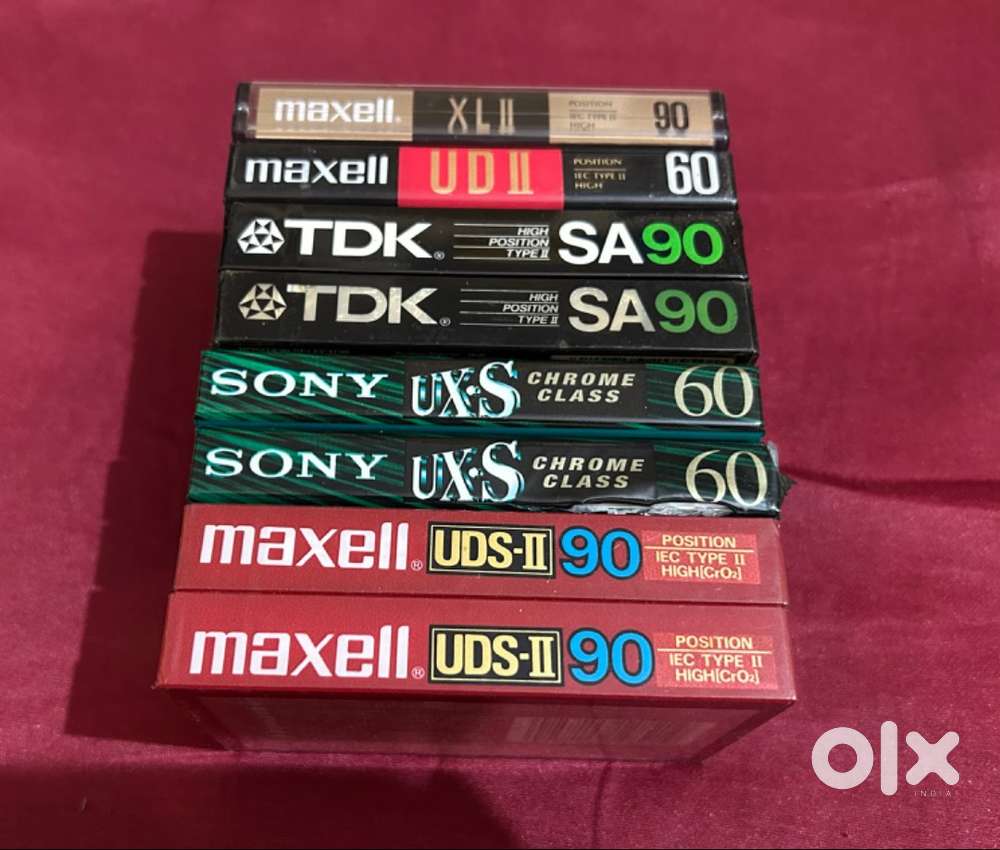 maxell® XLII POSITION IEC TYPE II HIGH 90
maxell UDII POSITION IEC TYPE II HIGH 60
TDK® HIGH POSITION TYPE II SA90
TDK® HIGH POSITION TYPE II SA90
SONY UX·S CHROME CLASS 60
SONY UX·S CHROME CLASS 60
maxell® UDS-II 90 POSITION IEC TYPE II HIGH[CrO₂]
maxell® UDS-II 90 POSITION IEC TYPE II HIGH[CrO₂]
olx
INDIA